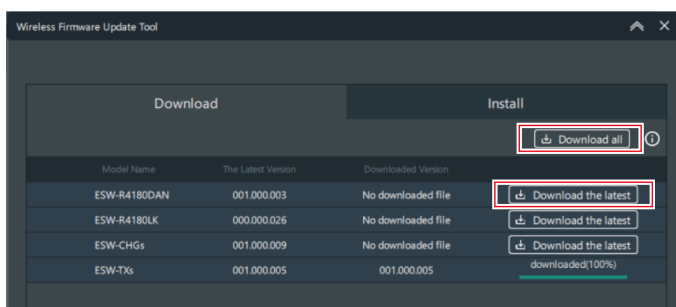 Wireless Firmware Update Tool
Download Install
Download all
Model Name The Latest Version Downloaded Version
ESW-R4180DAN 001.000.003 No downloaded file Download the latest
ESW-R4180LK 000.000.026 No downloaded file Download the latest
ESW-CHGs 001.000.009 No downloaded file Download the latest
ESW-TXs 001.000.005 001.000.005 downloaded(100%)